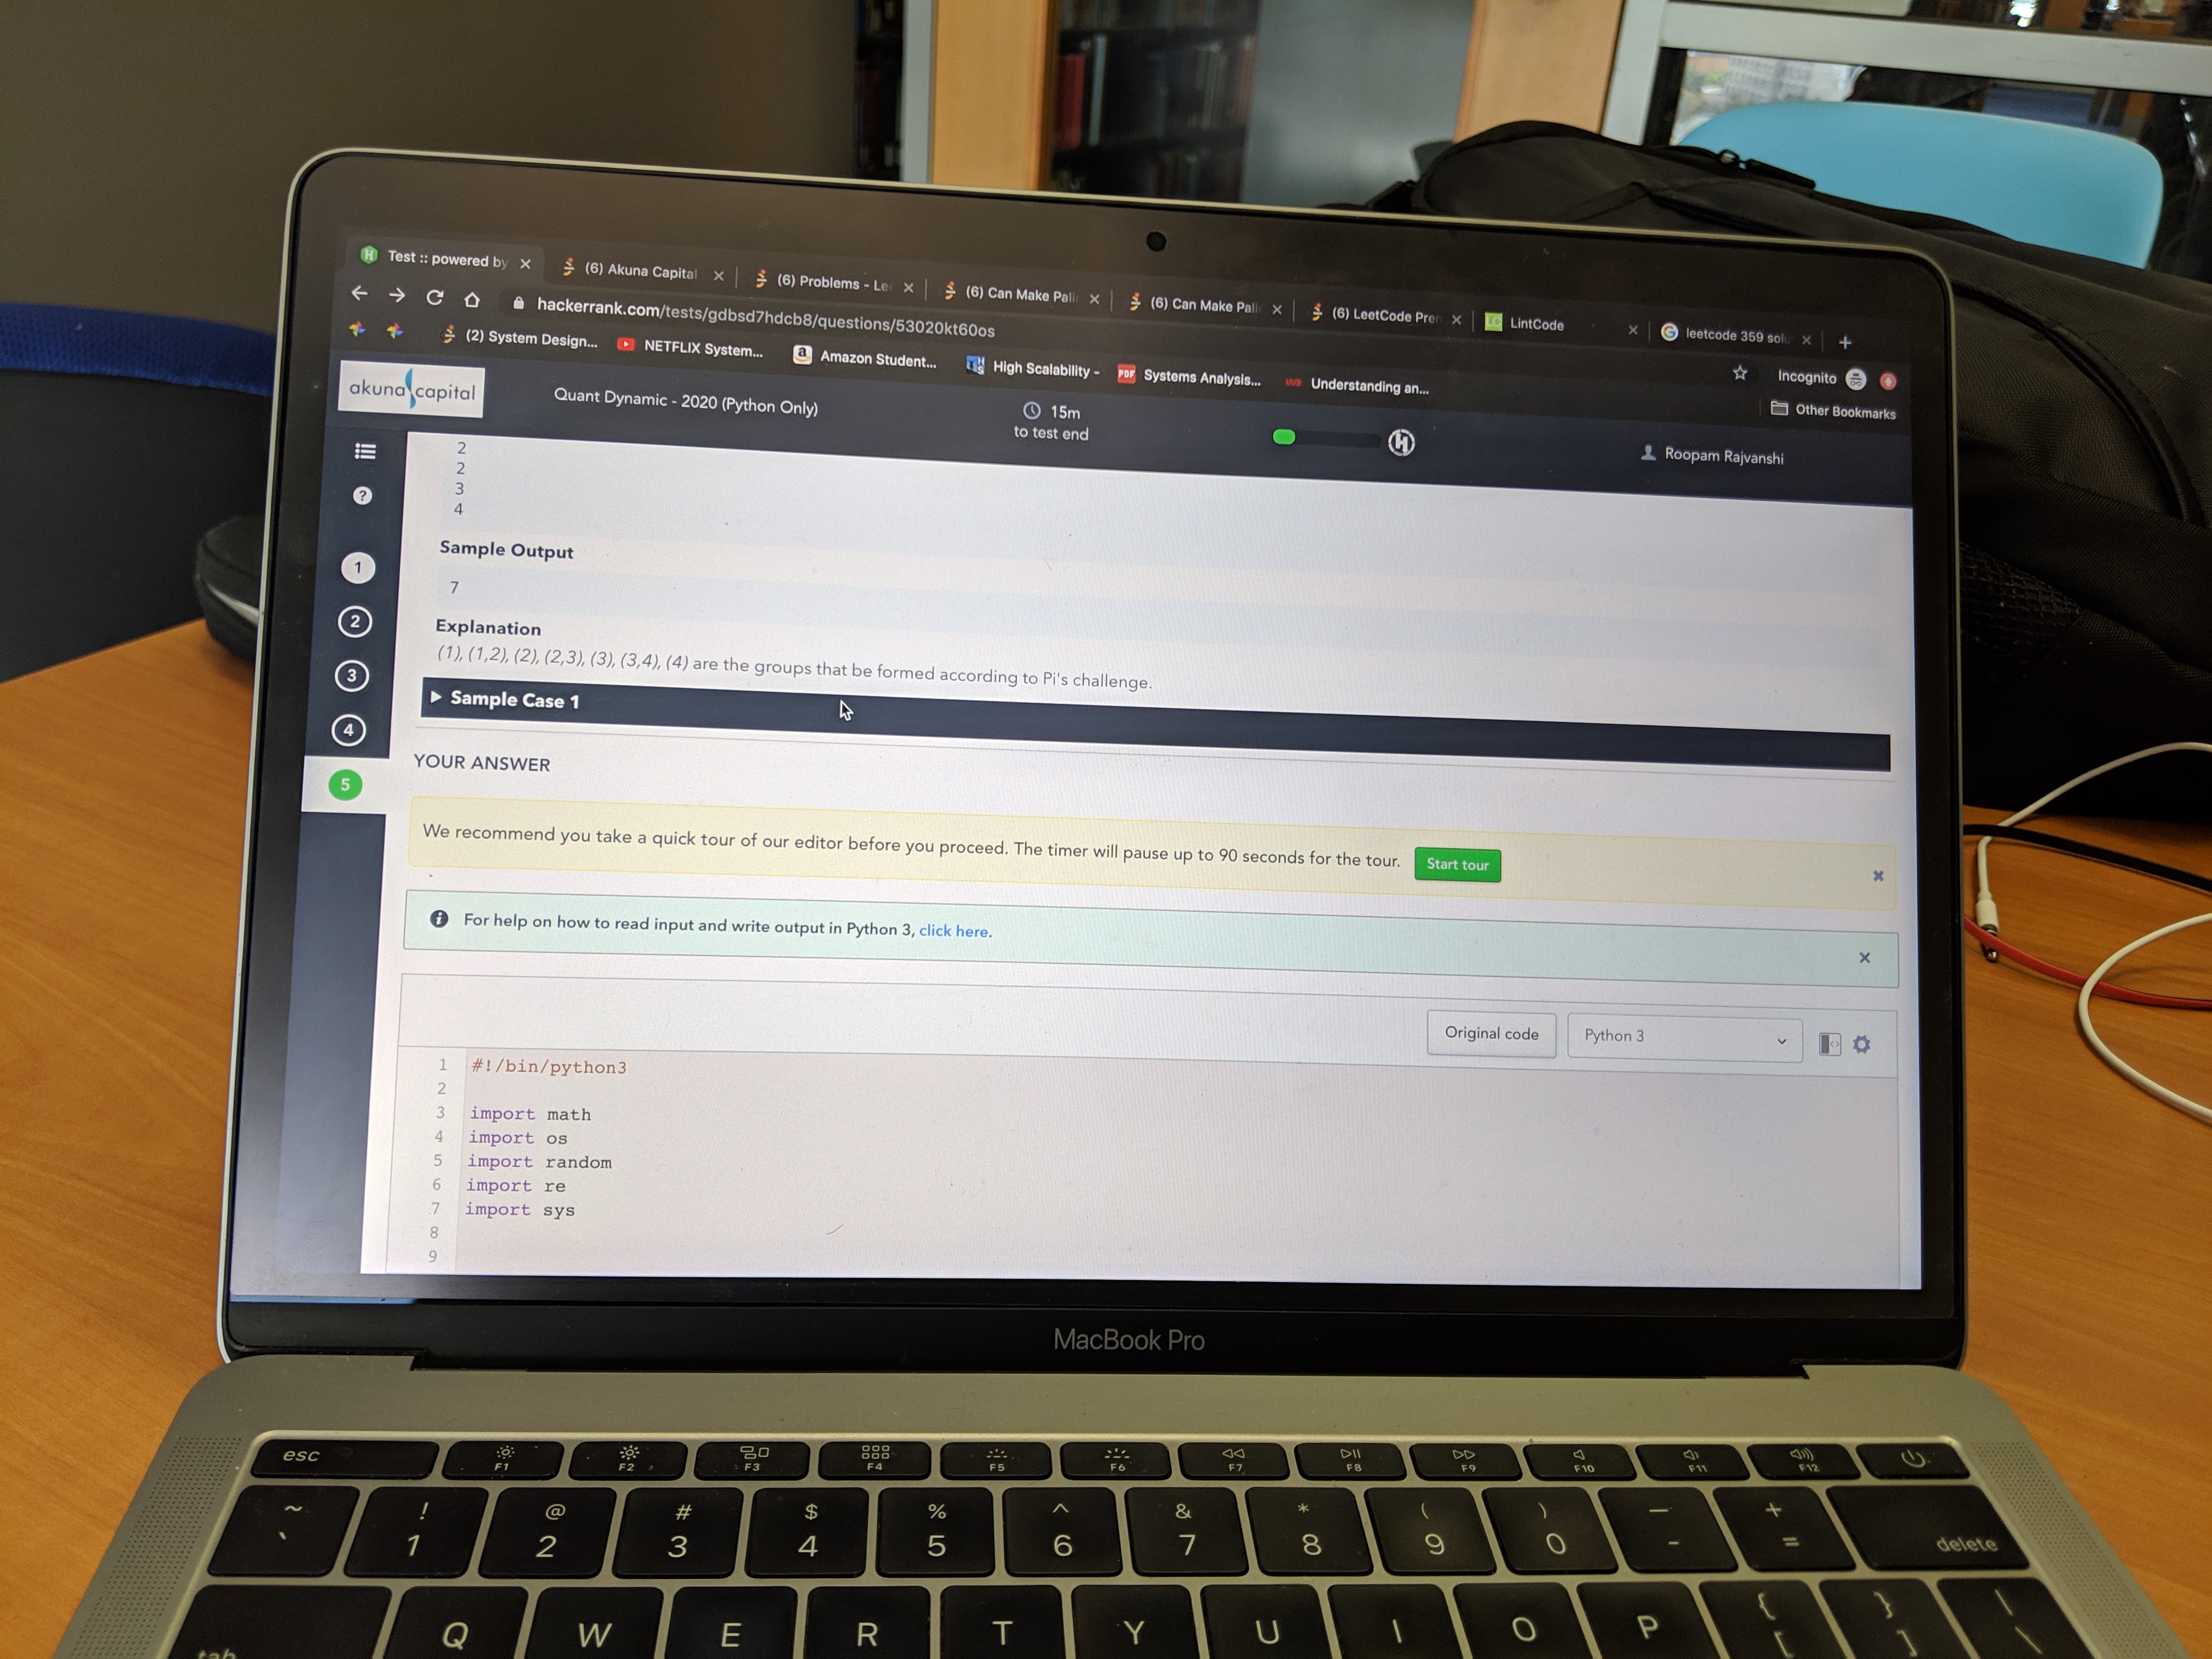 Test :: powered by
(6) Akuna Capital
(6) Problems - Le
(6) Can Make Pali
(6) Can Make Pali
(6) LeetCode Pre
LC LintCode
leetcode 359 solu
hackerrank.com/tests/gdbsd7hdcb8/questions/53020kt60os
(2) System Design...
NETFLIX System...
Amazon Student...
High Scalability -
PDF Systems Analysis...
Understanding an...
Incognito
Other Bookmarks
akuna capital
Quant Dynamic - 2020 (Python Only)
15m
to test end
Roopam Rajvanshi
2
2
3
4
Sample Output
7
Explanation
(1), (1,2), (2), (2,3), (3), (3,4), (4) are the groups that be formed according to Pi's challenge.
Sample Case 1
1
2
3
4
5
YOUR ANSWER
We recommend you take a quick tour of our editor before you proceed. The timer will pause up to 90 seconds for the tour. Start tour
For help on how to read input and write output in Python 3, click here.
Original code
Python 3
1 #!/bin/python3
2
3 import math
4 import os
5 import random
6 import re
7 import sys
8
9
MacBook Pro
esc F1 F2 F3 F4 F5 F6 F7 F8 F9 F10 F11 F12
~ ! @ # $ % ^ & * ( ) — +
` 1 2 3 4 5 6 7 8 9 0 - = delete
tab Q W E R T Y U I O P { [ } ] | \